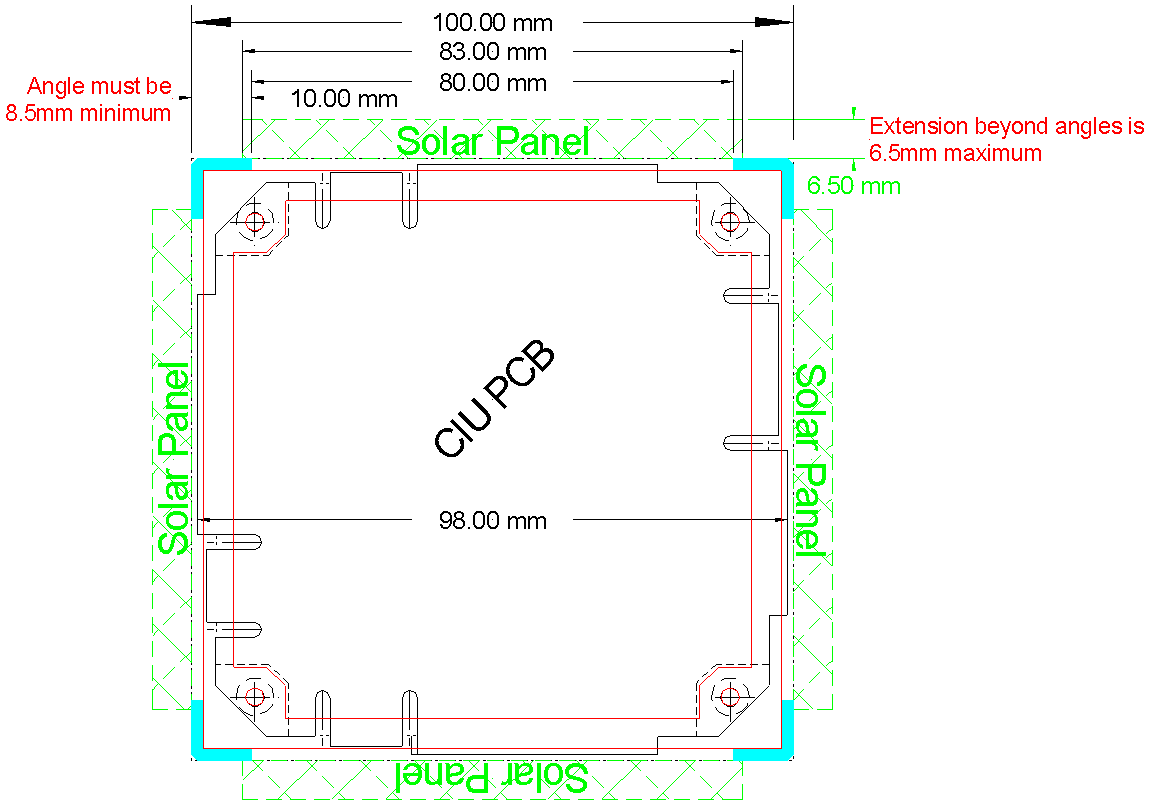 100.00 mm
83.00 mm
80.00 mm
Angle must be
8.5mm minimum
10.00 mm
Solar Panel
Extension beyond angles is
6.5mm maximum
6.50 mm
CIU PCB
Solar Panel
Solar Panel
98.00 mm
Solar Panel